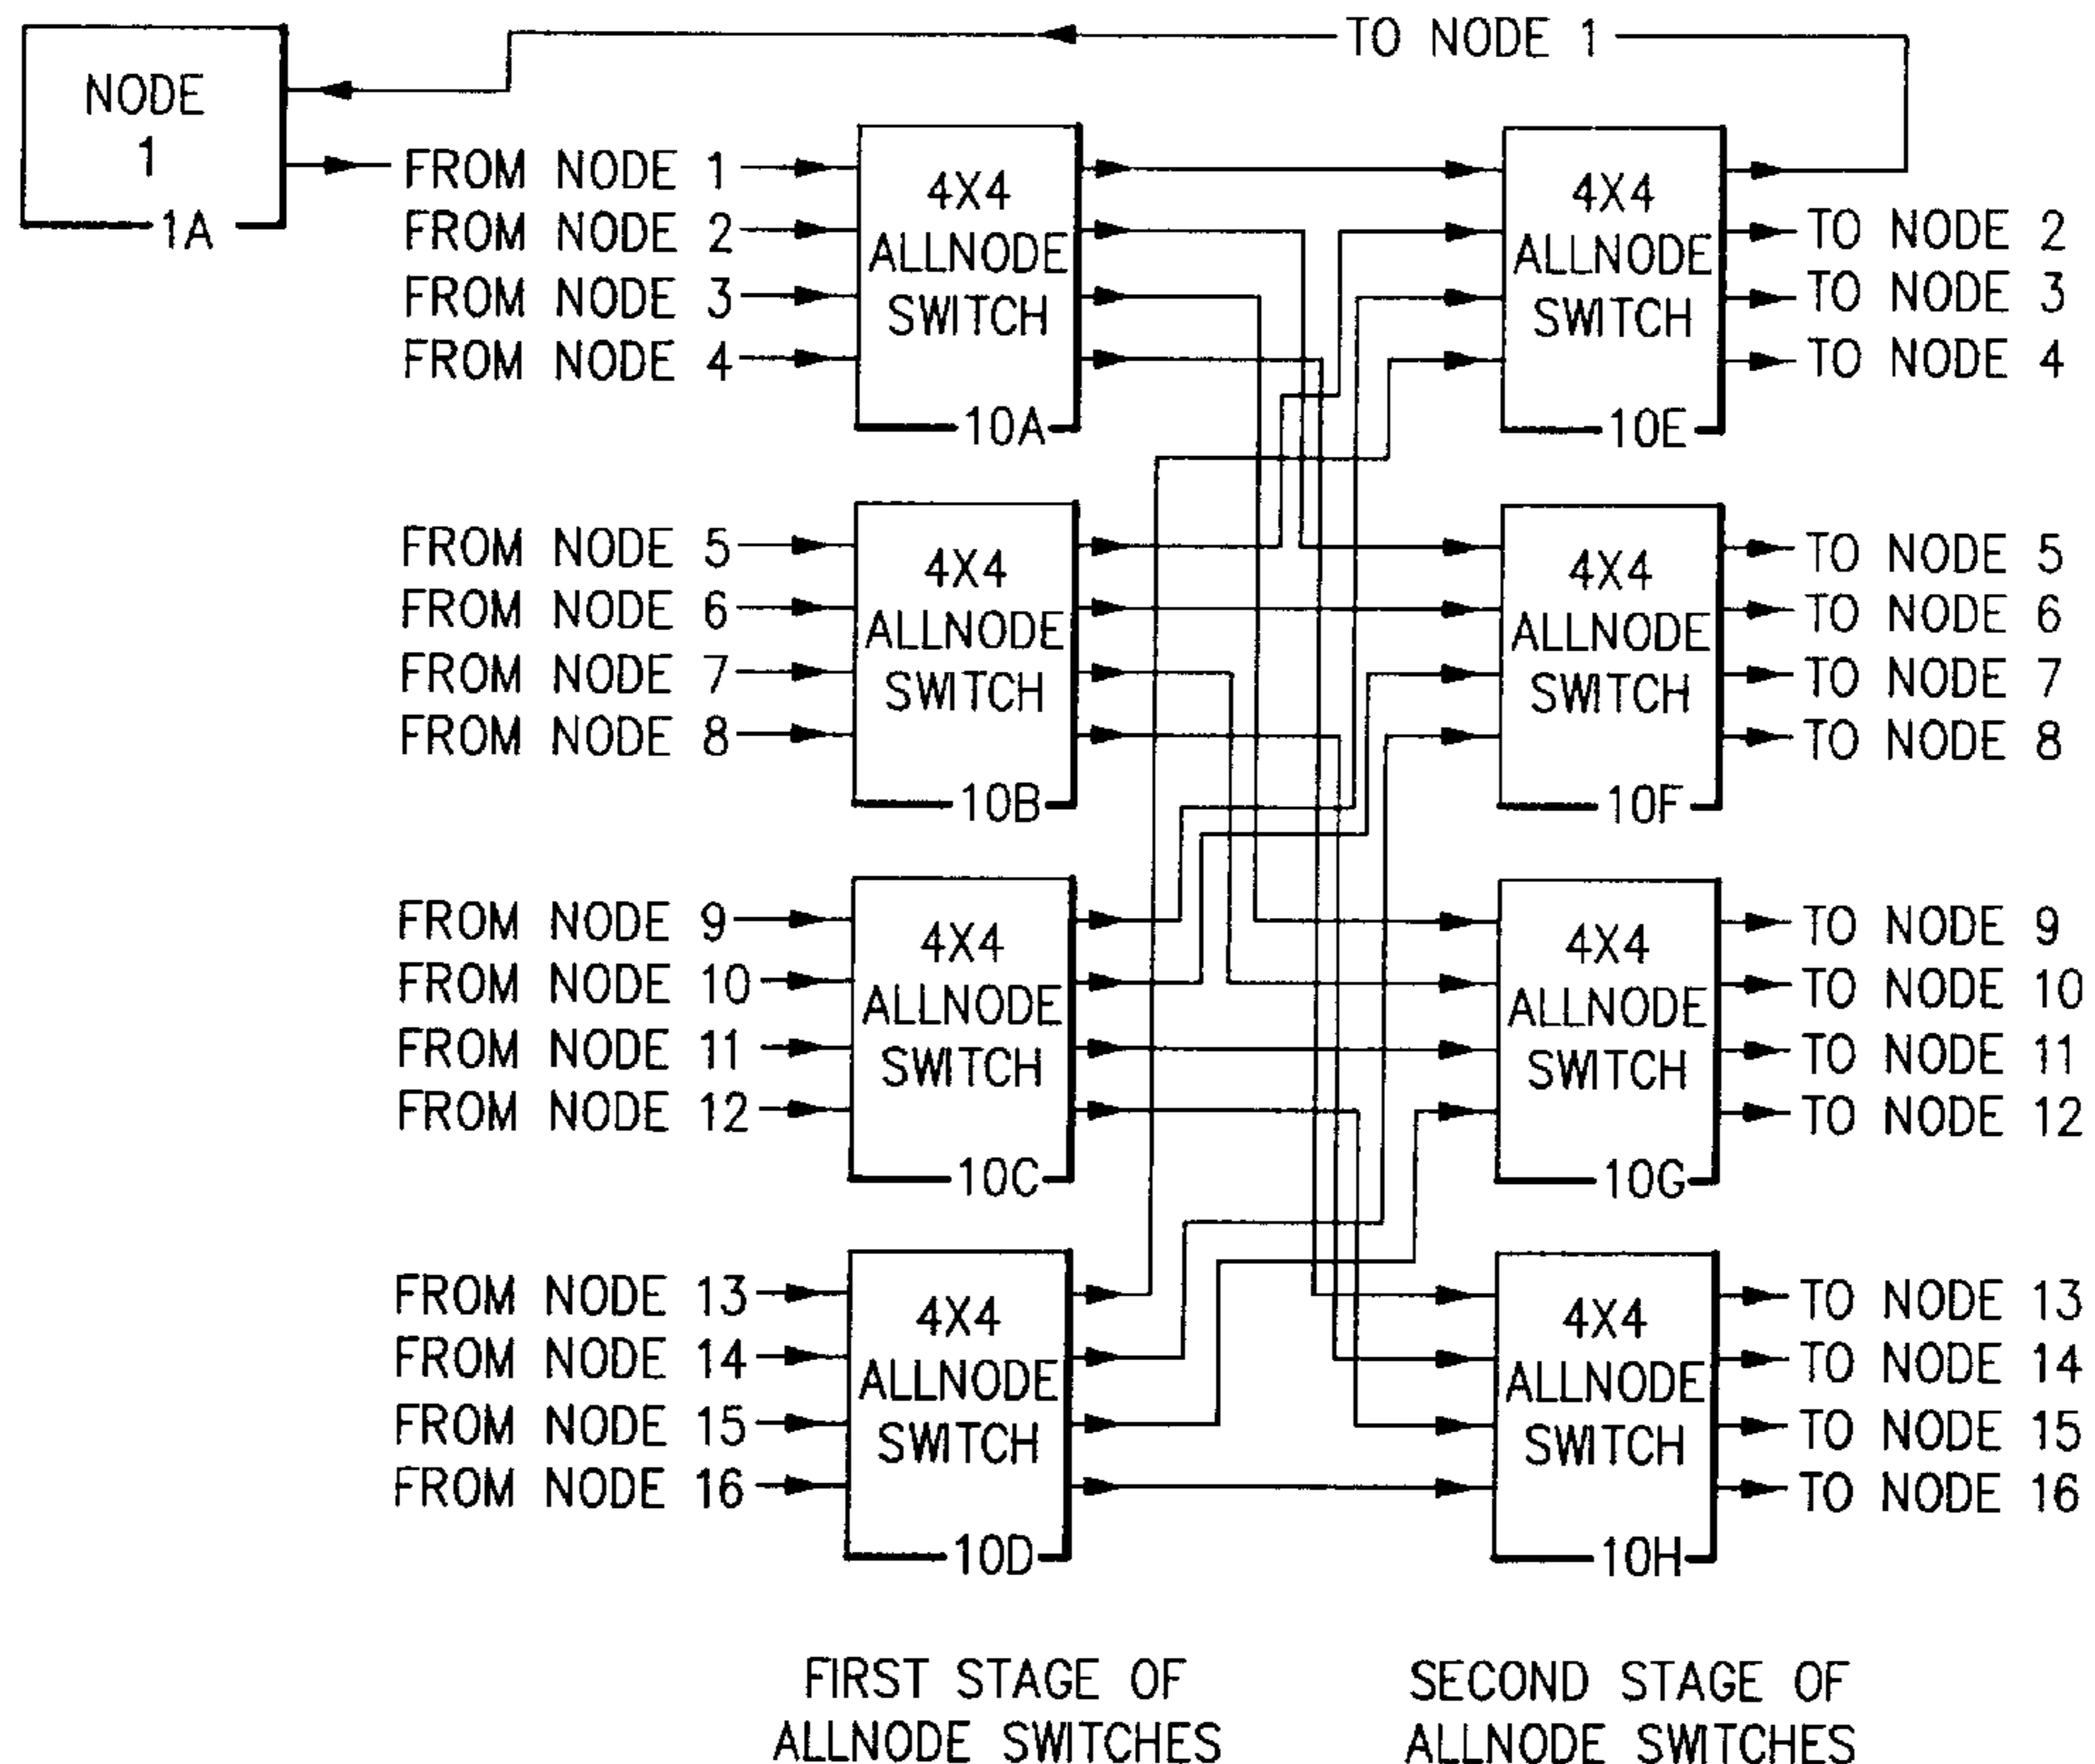 TO NODE 1
NODE
1
1A
FROM NODE 1
FROM NODE 2
FROM NODE 3
FROM NODE 4
4X4
ALLNODE
SWITCH
10A
4X4
ALLNODE
SWITCH
10E
TO NODE 2
TO NODE 3
TO NODE 4
FROM NODE 5
FROM NODE 6
FROM NODE 7
FROM NODE 8
4X4
ALLNODE
SWITCH
10B
4X4
ALLNODE
SWITCH
10F
TO NODE 5
TO NODE 6
TO NODE 7
TO NODE 8
FROM NODE 9
FROM NODE 10
FROM NODE 11
FROM NODE 12
4X4
ALLNODE
SWITCH
10C
4X4
ALLNODE
SWITCH
10G
TO NODE 9
TO NODE 10
TO NODE 11
TO NODE 12
FROM NODE 13
FROM NODE 14
FROM NODE 15
FROM NODE 16
4X4
ALLNODE
SWITCH
10D
4X4
ALLNODE
SWITCH
10H
TO NODE 13
TO NODE 14
TO NODE 15
TO NODE 16
FIRST STAGE OF
ALLNODE SWITCHES
SECOND STAGE OF
ALLNODE SWITCHES